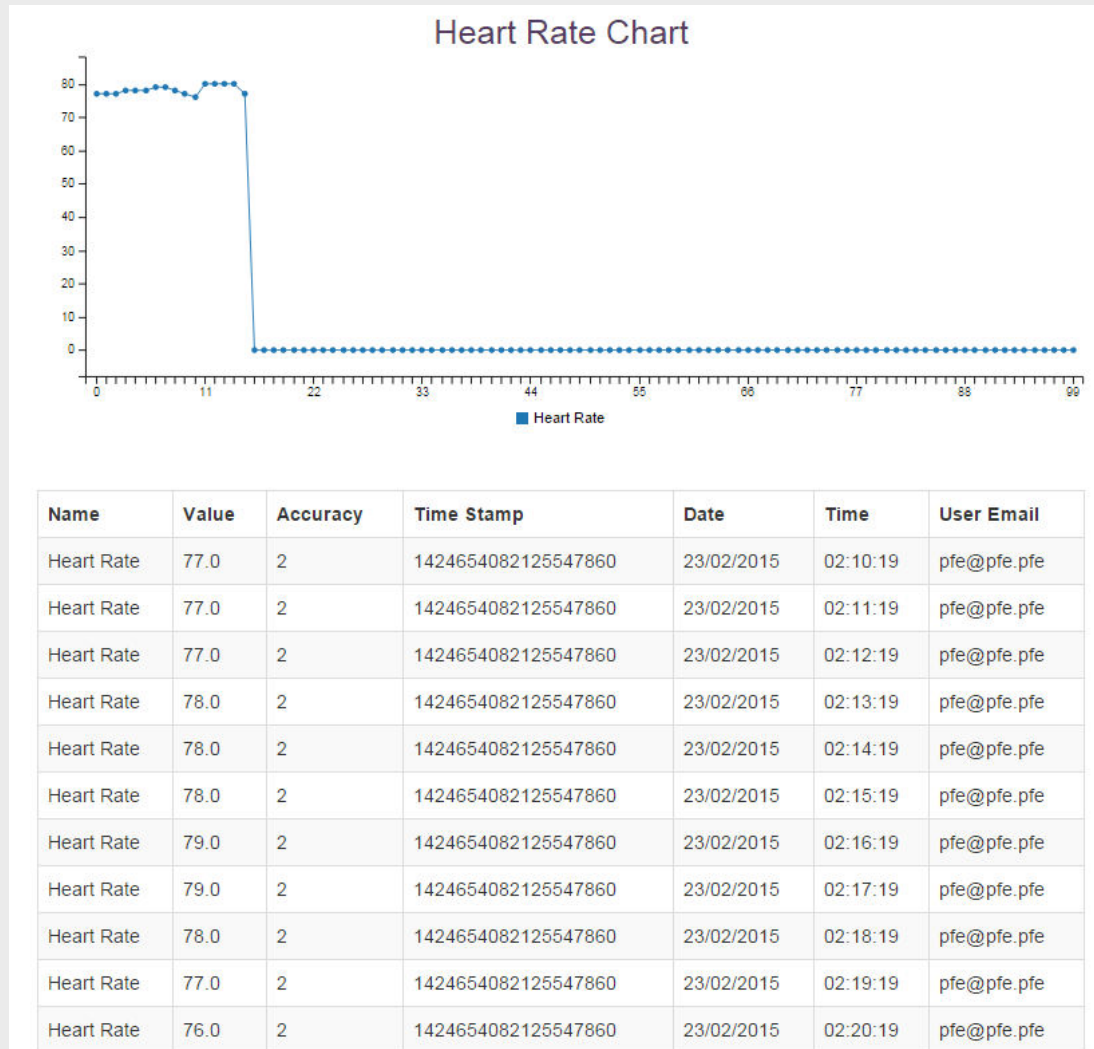 Heart Rate Chart
80
70
60
50
40
30
20
10
0
0 11 22 33 44 55 66 77 88 99
Heart Rate
Name Value Accuracy Time Stamp Date Time User Email
Heart Rate 77.0 2 1424654082125547860 23/02/2015 02:10:19 pfe@pfe.pfe
Heart Rate 77.0 2 1424654082125547860 23/02/2015 02:11:19 pfe@pfe.pfe
Heart Rate 77.0 2 1424654082125547860 23/02/2015 02:12:19 pfe@pfe.pfe
Heart Rate 78.0 2 1424654082125547860 23/02/2015 02:13:19 pfe@pfe.pfe
Heart Rate 78.0 2 1424654082125547860 23/02/2015 02:14:19 pfe@pfe.pfe
Heart Rate 78.0 2 1424654082125547860 23/02/2015 02:15:19 pfe@pfe.pfe
Heart Rate 79.0 2 1424654082125547860 23/02/2015 02:16:19 pfe@pfe.pfe
Heart Rate 79.0 2 1424654082125547860 23/02/2015 02:17:19 pfe@pfe.pfe
Heart Rate 78.0 2 1424654082125547860 23/02/2015 02:18:19 pfe@pfe.pfe
Heart Rate 77.0 2 1424654082125547860 23/02/2015 02:19:19 pfe@pfe.pfe
Heart Rate 76.0 2 1424654082125547860 23/02/2015 02:20:19 pfe@pfe.pfe